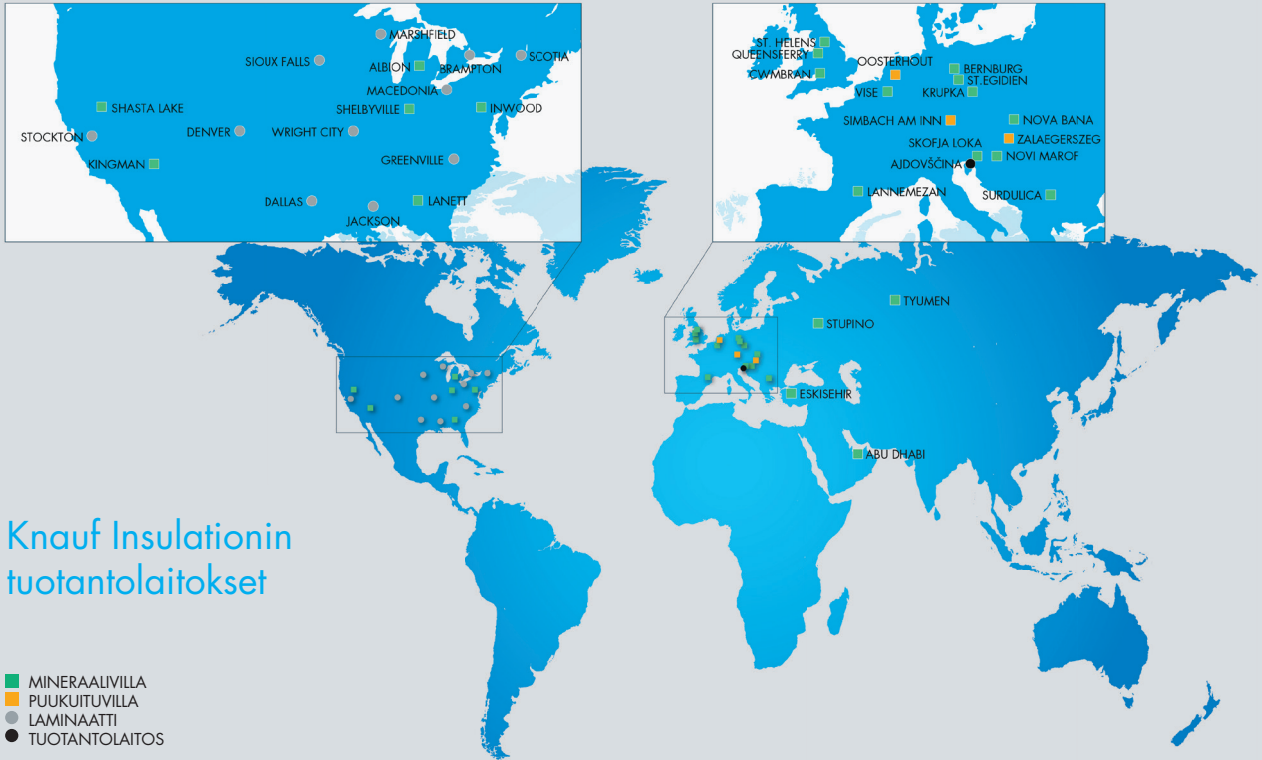 MARSHFIELD
SIOUX FALLS
ALBION
BRAMPTON
SCOTIA
MACEDONIA
SHASTA LAKE
SHELBYVILLE
INWOOD
STOCKTON
DENVER
WRIGHT CITY
KINGMAN
GREENVILLE
DALLAS
JACKSON
LANETT
ST. HELENS
QUEENSFERRY
OOSTERHOUT
CWMBRAN
BERNBURG
ST.EGIDIEN
VISE
KRUPKA
SIMBACH AM INN
NOVA BANA
ZALAEGERSZEG
SKOFJA LOKA
NOVI MAROF
AJDOVŠČINA
LANNEMEZAN
SURDULICA
TYUMEN
STUPINO
ESKISEHIR
ABU DHABI
Knauf Insulationin
tuotantolaitokset
MINERAALIVILLA
PUUKUITUVILLA
LAMINAATTI
TUOTANTOLAITOS